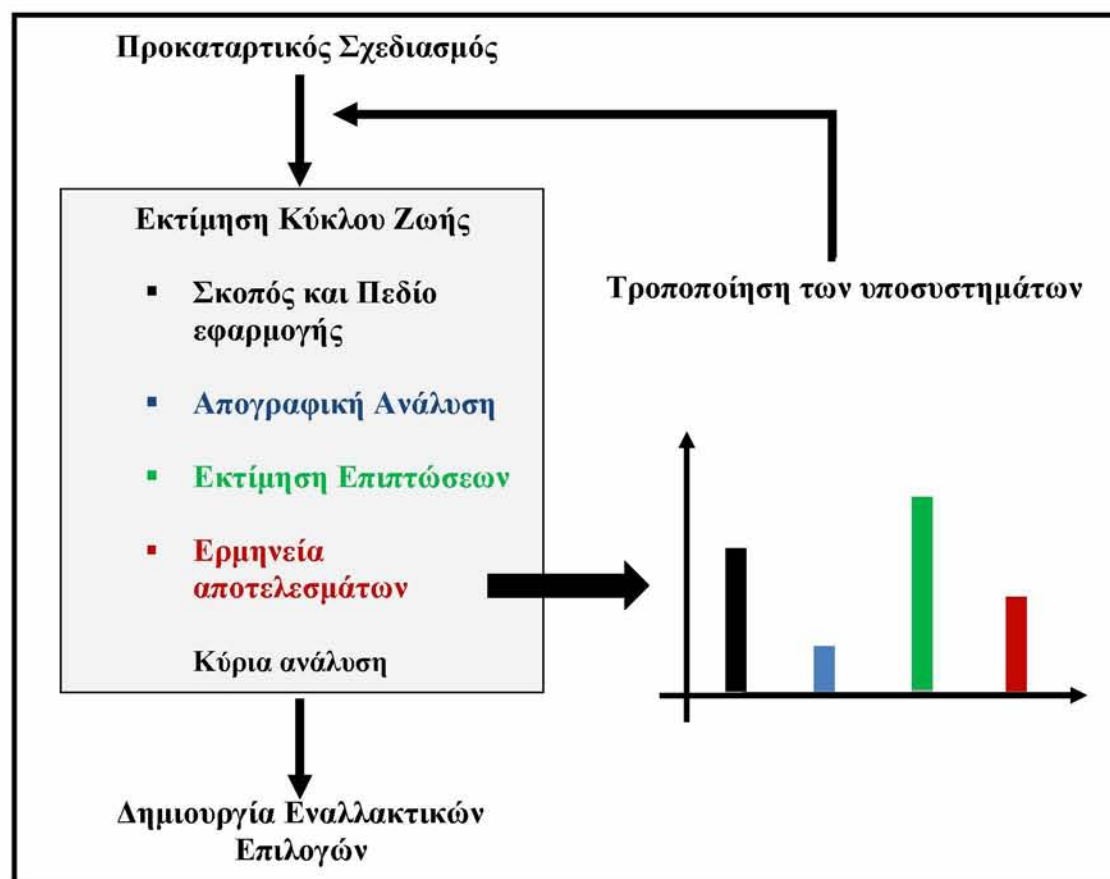 Προκαταρτικός Σχεδιασμός
Εκτίμηση Κύκλου Ζωής
Σκοπός και Πεδίο
εφαρμογής
Απογραφική Ανάλυση
Εκτίμηση Επιπτώσεων
Ερμηνεία
αποτελεσμάτων
Κύρια ανάλυση
Τροποποίηση των υποσυστημάτων
Δημιουργία Εναλλακτικών
Επιλογών